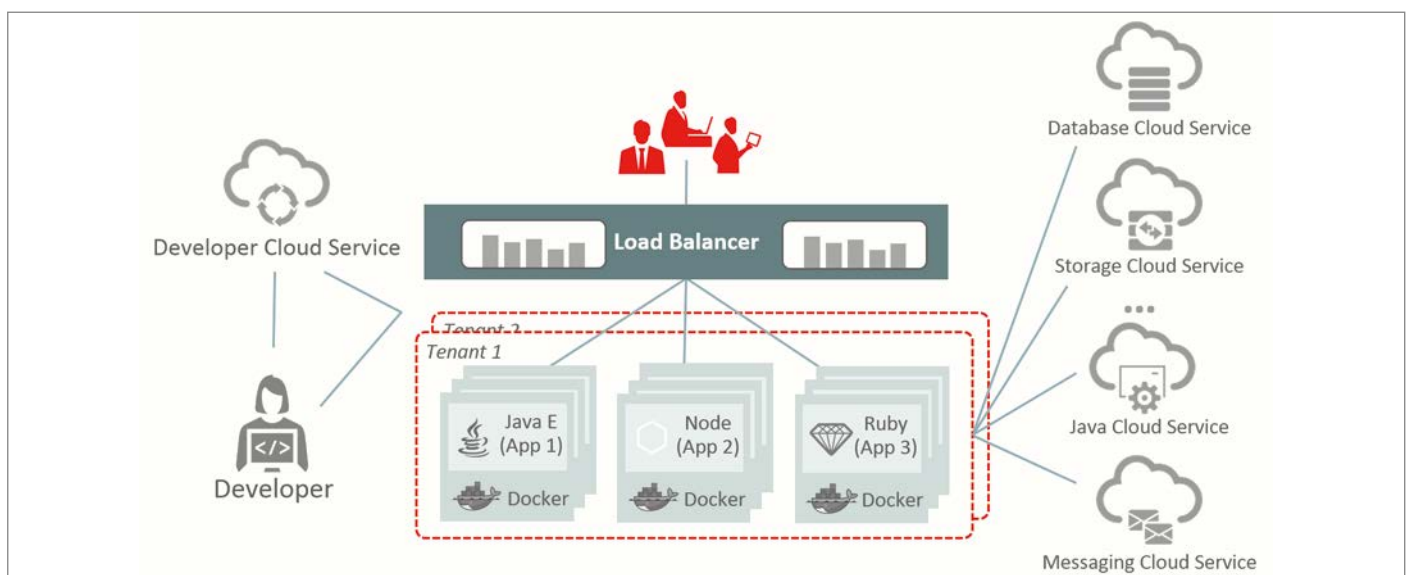 Database Cloud Service
Developer Cloud Service
Load Balancer
Storage Cloud Service
Tenant 2
Tenant 1
Java E
(App 1)
Node
(App 2)
Ruby
(App 3)
Docker
Docker
Docker
</>
Developer
Java Cloud Service
Messaging Cloud Service